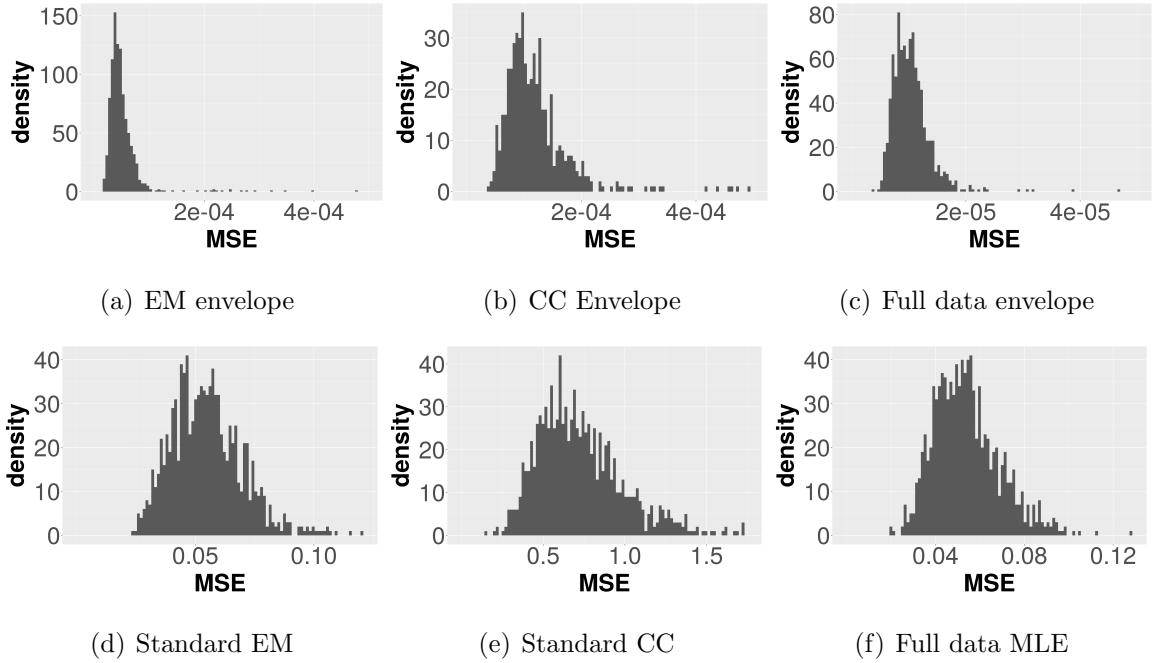 density
150
100
50
0
2e-04 4e-04
MSE
(a) EM envelope
density
30
20
10
0
2e-04 4e-04
MSE
(b) CC Envelope
density
80
60
40
20
0
2e-05 4e-05
MSE
(c) Full data envelope
density
40
30
20
10
0
0.05 0.10
MSE
(d) Standard EM
density
40
30
20
10
0
0.5 1.0 1.5
MSE
(e) Standard CC
density
40
30
20
10
0
0.04 0.08 0.12
MSE
(f) Full data MLE